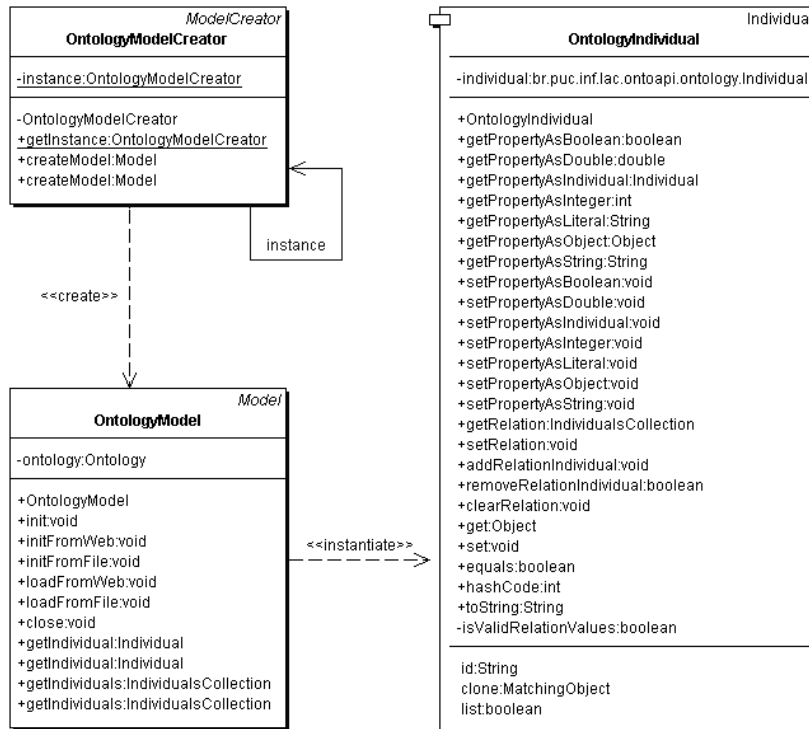 ModelCreator
OntologyModelCreator
-instance:OntologyModelCreator
-OntologyModelCreator
+getInstance:OntologyModelCreator
+createModel:Model
+createModel:Model
instance
<<create>>
Model
OntologyModel
-ontology:Ontology
+OntologyModel
+init:void
+initFromWeb:void
+initFromFile:void
+loadFromWeb:void
+loadFromFile:void
+close:void
+getIndividual:Individual
+getIndividual:Individual
+getIndividuals:IndividualsCollection
+getIndividuals:IndividualsCollection
<<instantiate>>
Individua
OntologyIndividual
-individual:br.puc.inf.lac.ontoapi.ontology.Individual
+OntologyIndividual
+getPropertyAsBoolean:boolean
+getPropertyAsDouble:double
+getPropertyAsIndividual:Individual
+getPropertyAsInteger:int
+getPropertyAsLiteral:String
+getPropertyAsObject:Object
+getPropertyAsString:String
+setPropertyAsBoolean:void
+setPropertyAsDouble:void
+setPropertyAsIndividual:void
+setPropertyAsInteger:void
+setPropertyAsLiteral:void
+setPropertyAsObject:void
+setPropertyAsString:void
+getRelation:IndividualsCollection
+setRelation:void
+addRelationIndividual:void
+removeRelationIndividual:boolean
+clearRelation:void
+get:Object
+set:void
+equals:boolean
+hashCode:int
+toString:String
-isValidRelationValues:boolean
id:String
clone:MatchingObject
list:boolean